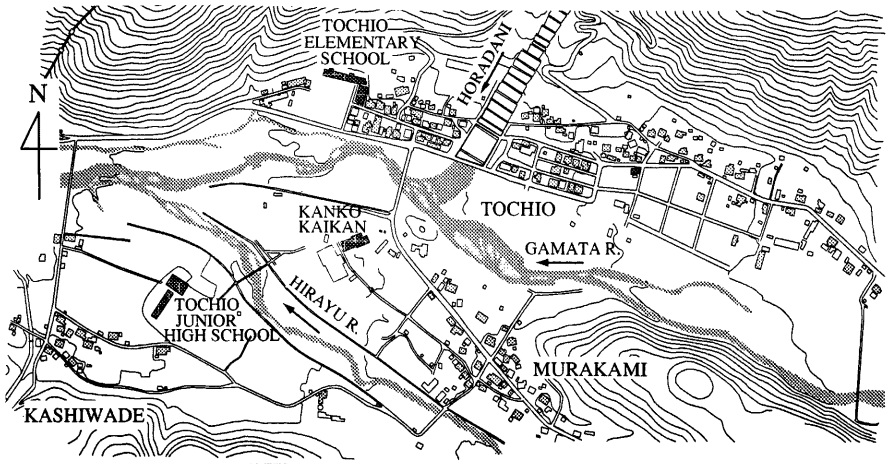 TOCHIO
ELEMENTARY
SCHOOL
HORADANI
N
TOCHIO
KANKO
KAIKAN
GAMATA R.
HIRAYU R.
TOCHIO
JUNIOR
HIGH SCHOOL
MURAKAMI
KASHIWADE